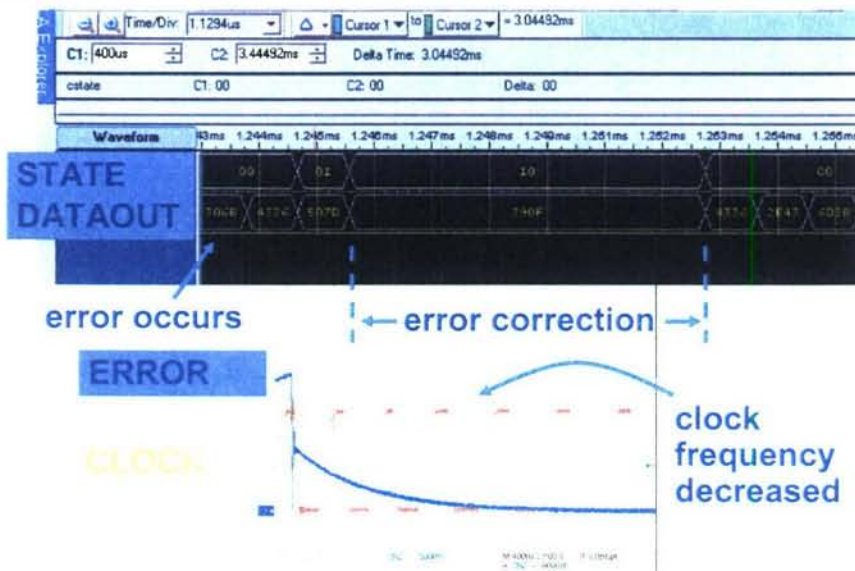 Time/Div: 1.1294us Cursor 1 to Cursor 2 = 3.04492ms
C1: 400us C2: 3.44492ms Delta Time: 3.04492ms
cstate C1: 00 C2: 00 Delta: 00
Waveform 43ms 1.244ms 1.245ms 1.246ms 1.247ms 1.248ms 1.249ms 1.251ms 1.252ms 1.253ms 1.254ms 1.256ms
STATE 00 01 10 00
DATAOUT
error occurs
error correction
ERROR
CLOCK
clock
frequency
decreased